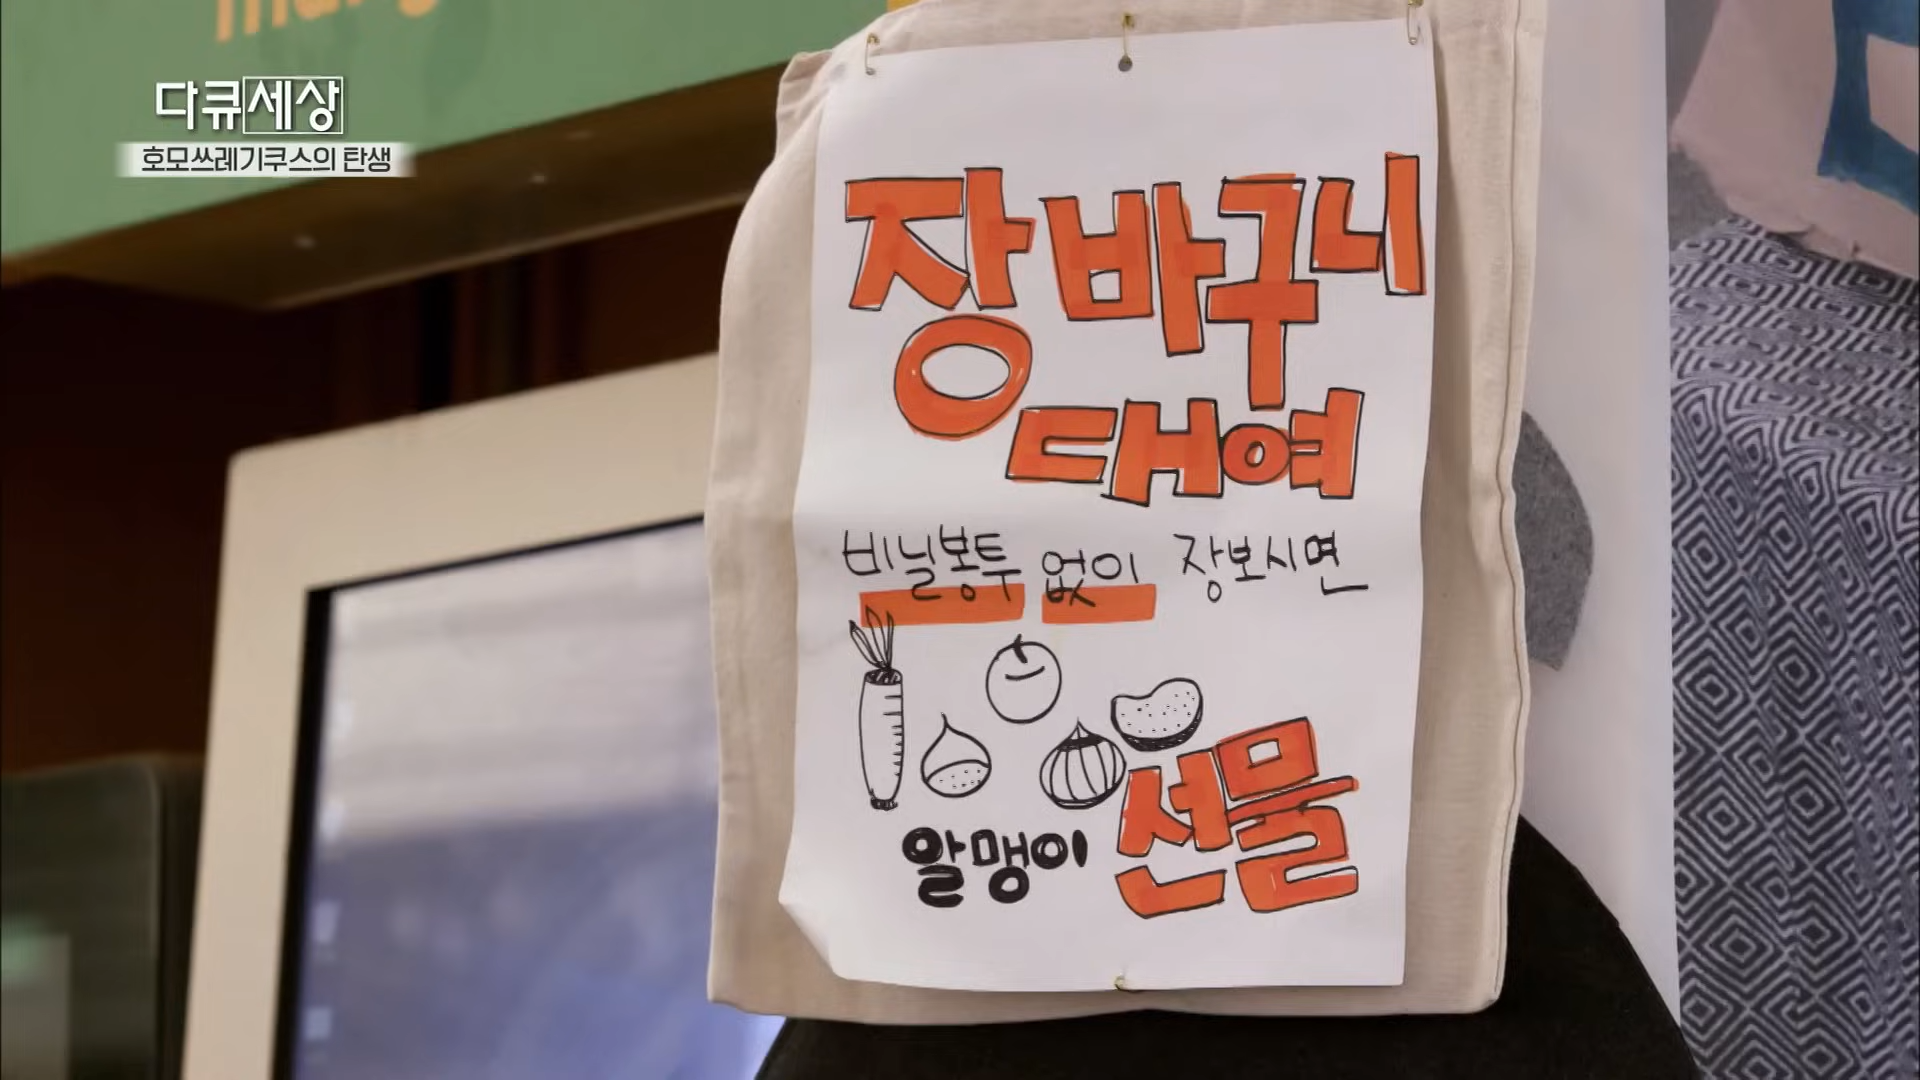 다큐세상
호모쓰레기쿠스의 탄생
장바구니
대여
비닐봉투 없이 장보시면
알맹이 선물